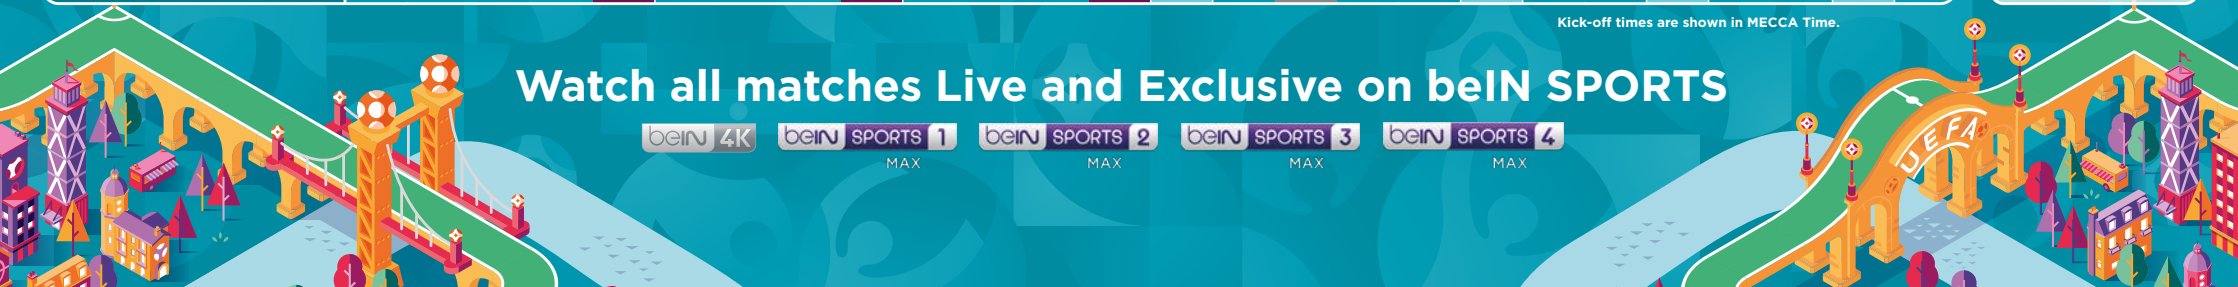 Kick-off times are shown in MECCA Time.
Watch all matches Live and Exclusive on beIN SPORTS
beIN 4K beIN SPORTS 1 beIN SPORTS 2 beIN SPORTS 3 beIN SPORTS 4
MAX MAX MAX MAX
UEFA